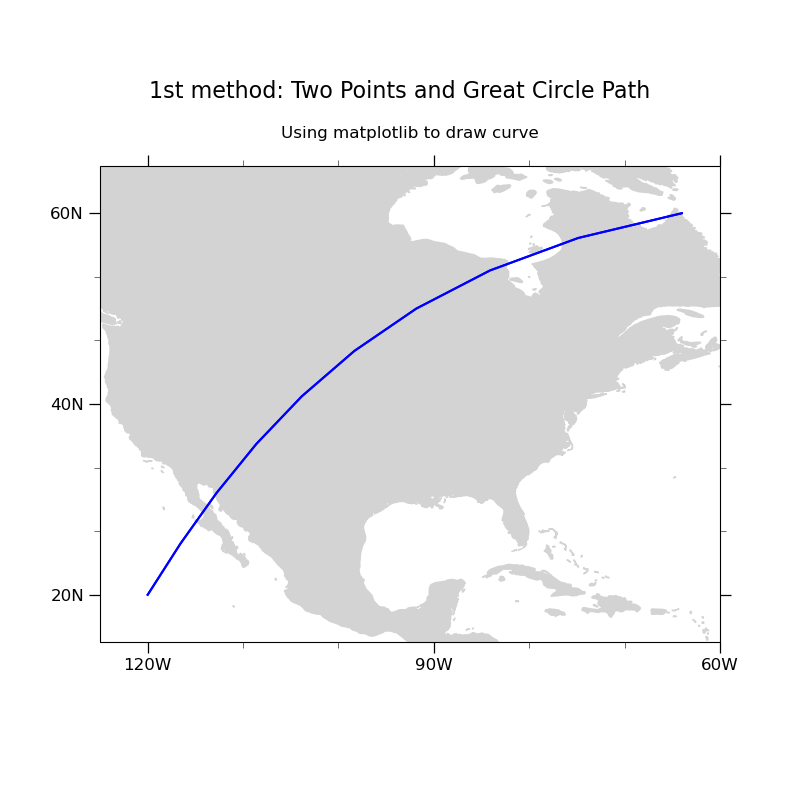 1st method: Two Points and Great Circle Path
Using matplotlib to draw curve
60N
40N
20N
120W
90W
60W